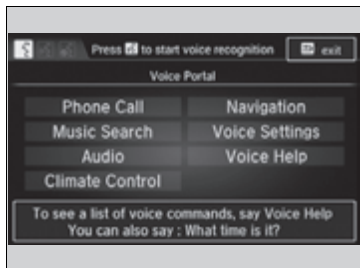 Press to start voice recognition
exit
Voice Portal
Phone Call
Navigation
Music Search
Voice Settings
Audio
Voice Help
Climate Control
To see a list of voice commands, say Voice Help
You can also say : What time is it?